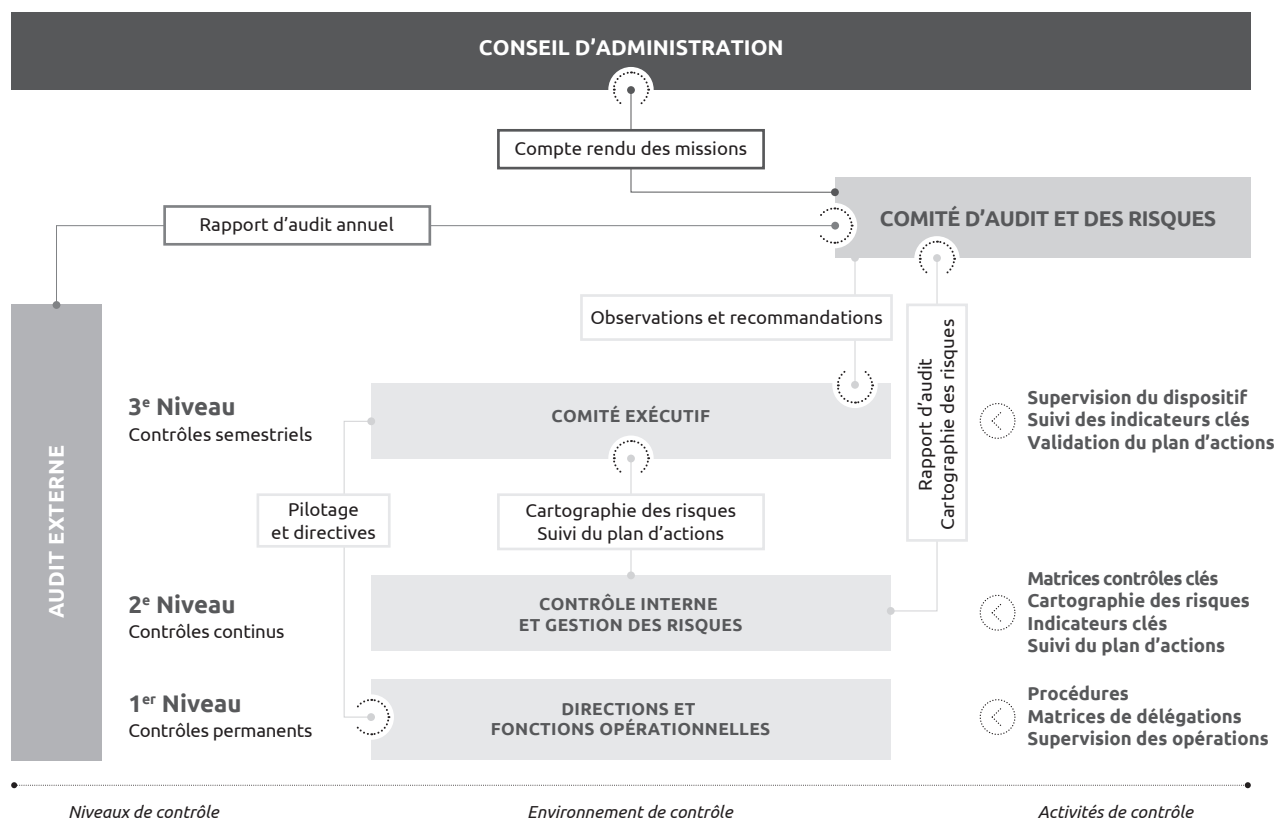 CONSEIL D’ADMINISTRATION
Compte rendu des missions
COMITÉ D’AUDIT ET DES RISQUES
Rapport d’audit annuel
Observations et recommandations
Rapport d’audit
Cartographie des risques
AUDIT EXTERNE
3e Niveau
Contrôles semestriels
COMITÉ EXÉCUTIF
Supervision du dispositif
Suivi des indicateurs clés
Validation du plan d’actions
Pilotage
et directives
Cartographie des risques
Suivi du plan d’actions
2e Niveau
Contrôles continus
CONTRÔLE INTERNE
ET GESTION DES RISQUES
Matrices contrôles clés
Cartographie des risques
Indicateurs clés
Suivi du plan d’actions
1er Niveau
Contrôles permanents
DIRECTIONS ET
FONCTIONS OPÉRATIONNELLES
Procédures
Matrices de délégations
Supervision des opérations
Niveaux de contrôle
Environnement de contrôle
Activités de contrôle